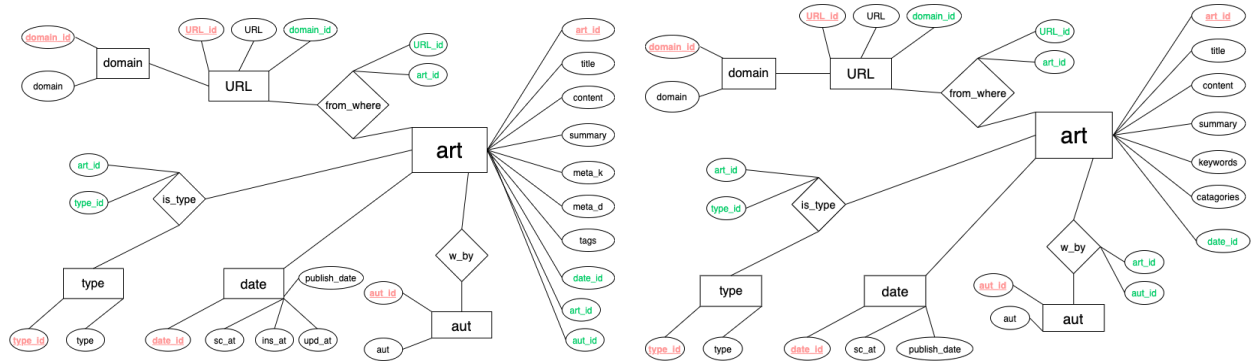 domain_id
domain
domain
URL_id
URL
domain_id
URL
URL_id
art_id
from_where
art
art_id
title
content
summary
meta_k
meta_d
tags
date_id
art_id
aut_id
art_id
type_id
is_type
type
type_id
type
date
publish_date
date_id
sc_at
ins_at
upd_at
w_by
aut_id
aut
aut
domain_id
domain
domain
URL_id
URL
domain_id
URL
URL_id
art_id
from_where
art
art_id
title
content
summary
keywords
catagories
date_id
art_id
type_id
is_type
type
type_id
type
date
date_id
sc_at
publish_date
w_by
art_id
aut_id
aut_id
aut
aut